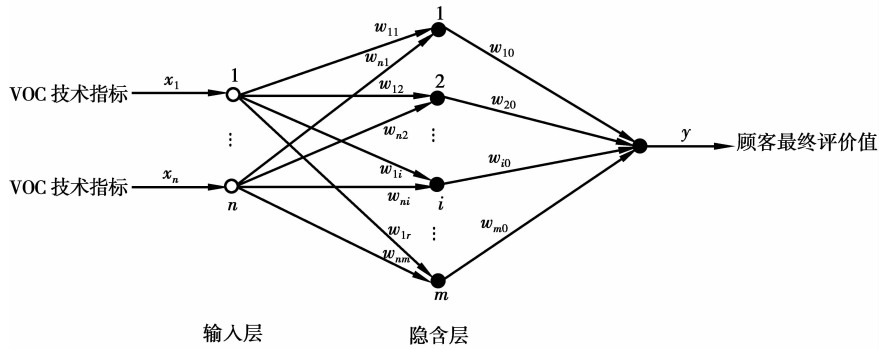 1
w11
w10
wn1
VOC 技术指标
x1
1
w12
2
w20
⋮
wn2
⋮
y
顾客最终评价值
VOC 技术指标
xn
n
w1i
wi0
wni
i
w1r
⋮
wm0
wnm
m
输入层
隐含层